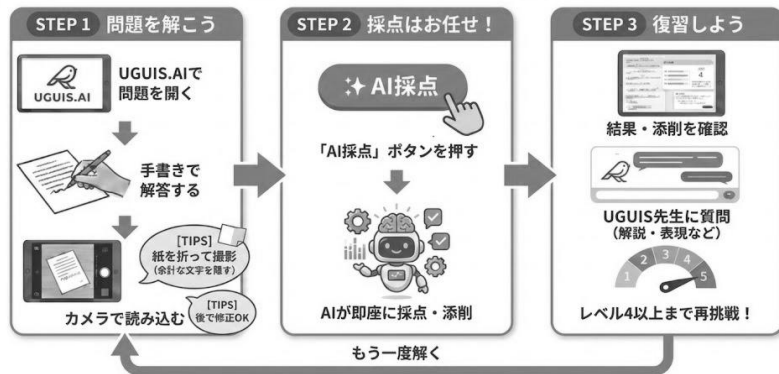 STEP 1 問題を解こう
UGUIS.AI
UGUIS.AIで
問題を開く
手書きで
解答する
[TIPS]
紙を折って撮影
(余計な文字を隠す)
[TIPS]
後で修正OK
カメラで読み込む
STEP 2 採点はお任せ!
AI採点
「AI採点」ボタンを押す
AIが即座に採点・添削
STEP 3 復習しよう
4
結果・添削を確認
UGUIS先生に質問
(解説・表現など)
1 2 3 4 5
レベル4以上まで再挑戦!
もう一度解く